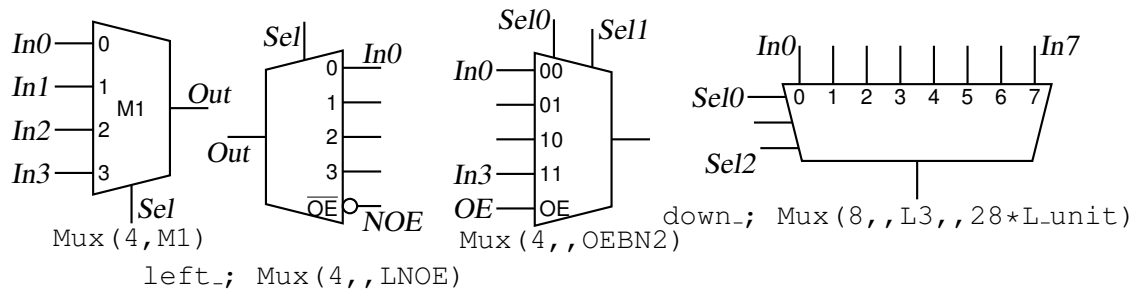 In0
0
In1
1
M1
Out
In2
2
In3
3
Sel
Mux(4,M1)
Sel
0
In0
1
2
Out
3
OE
NOE
left_; Mux(4,,LNOE)
Sel0
Sel1
In0
00
01
10
In3
11
OE
OE
Mux(4,,OEBN2)
In0
In7
Sel0
0 1 2 3 4 5 6 7
Sel2
down_; Mux(8,,L3,,28*L_unit)